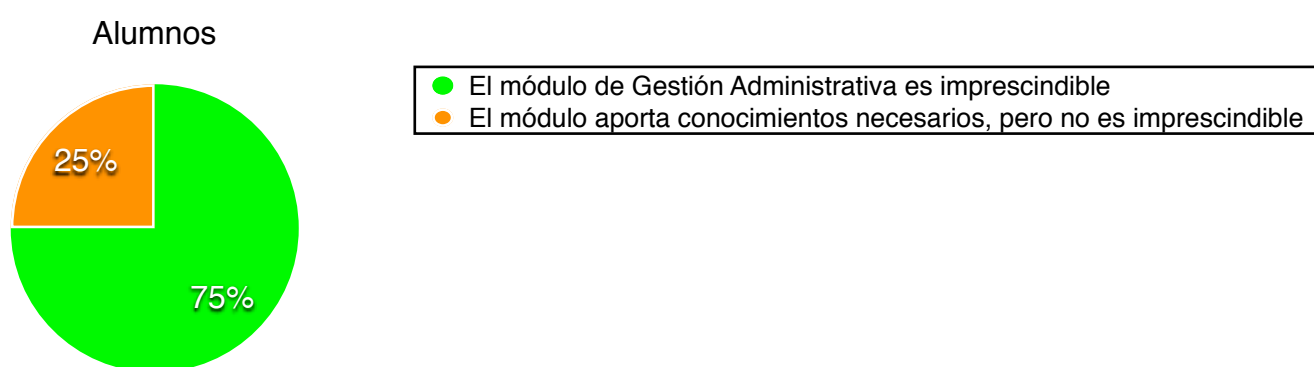 Alumnos
El módulo de Gestión Administrativa es imprescindible
El módulo aporta conocimientos necesarios, pero no es imprescindible
25%
75%